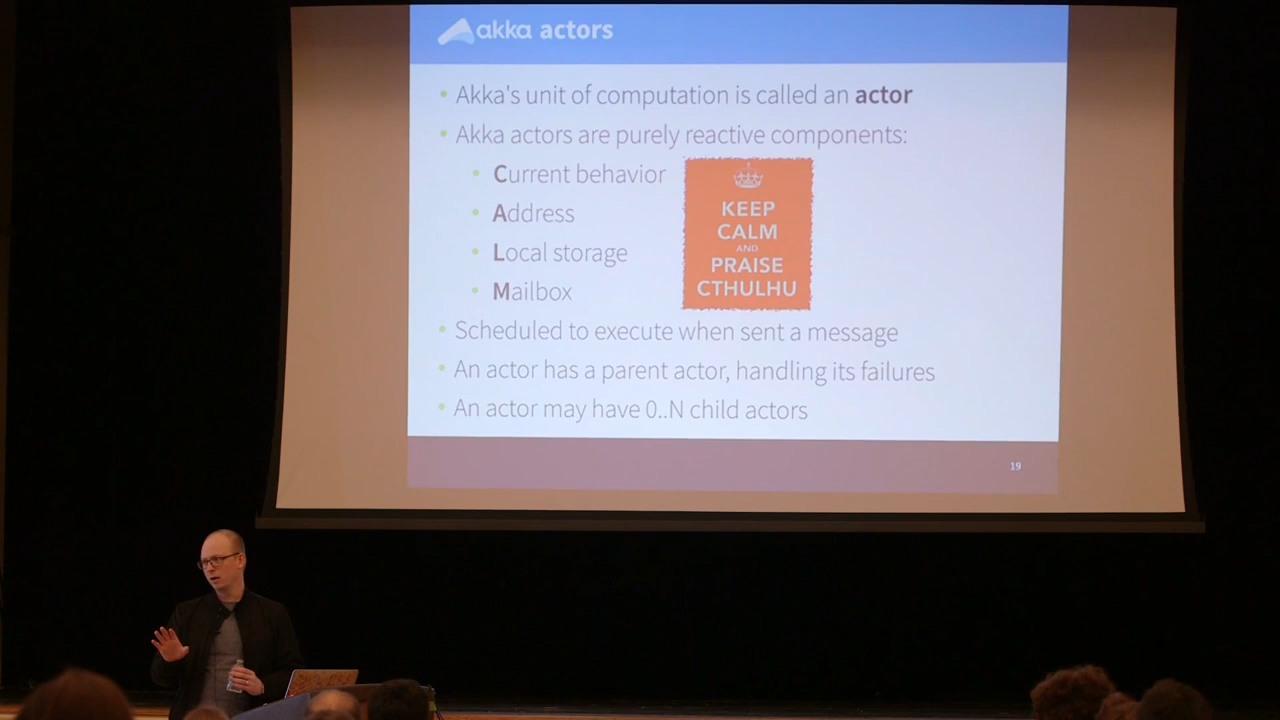 akka actors
• Akka's unit of computation is called an actor
• Akka actors are purely reactive components:
• Current behavior
• Address
• Local storage
• Mailbox
KEEP
CALM
AND
PRAISE
CTHULHU
• Scheduled to execute when sent a message
• An actor has a parent actor, handling its failures
• An actor may have 0..N child actors
19